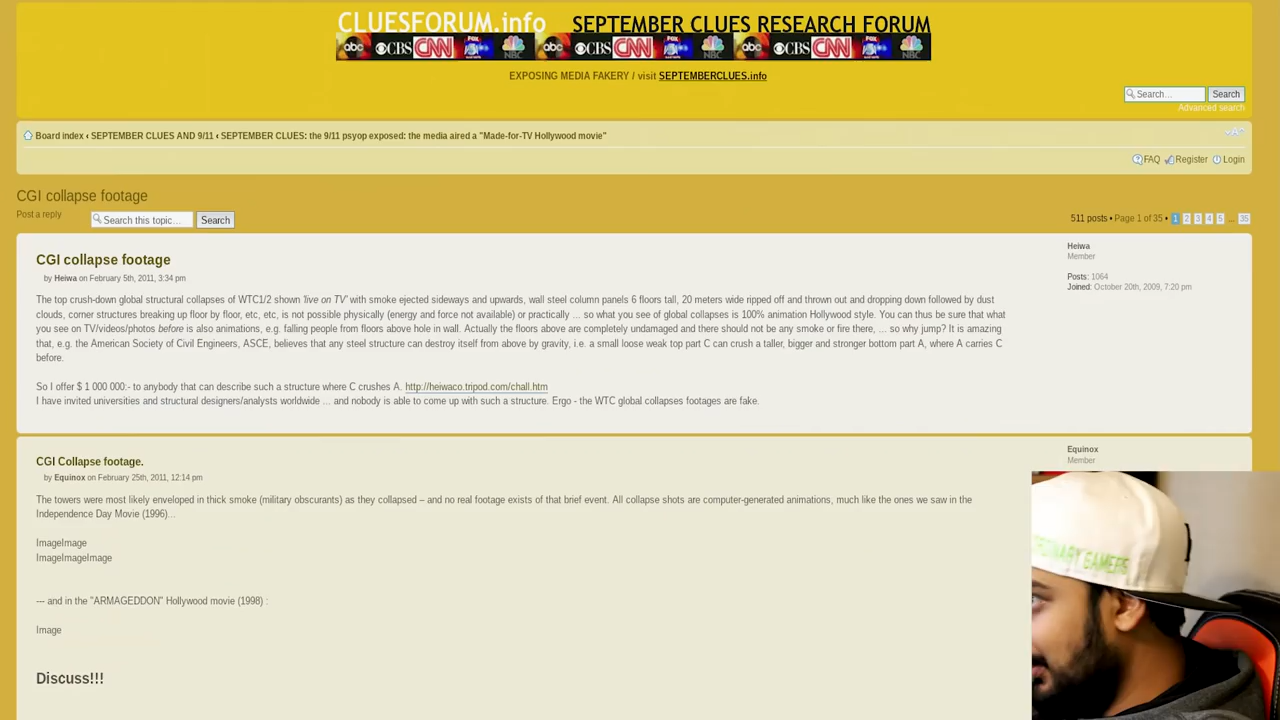 CLUESFORUM.info SEPTEMBER CLUES RESEARCH FORUM
abc CBS CNN FOX NBC abc CBS CNN FOX NBC abc CBS CNN FOX NBC
EXPOSING MEDIA FAKERY / visit SEPTEMBERCLUES.info
Search… Search
Advanced search
Board index ‹ SEPTEMBER CLUES AND 9/11 ‹ SEPTEMBER CLUES: the 9/11 psyop exposed: the media aired a "Made-for-TV Hollywood movie"
FAQ Register Login
CGI collapse footage
Post a reply Search this topic… Search 511 posts • Page 1 of 35 • 1 2 3 4 5 ... 35
CGI collapse footage
by Heiwa on February 5th, 2011, 3:34 pm
The top crush-down global structural collapses of WTC1/2 shown 'live on TV' with smoke ejected sideways and upwards, wall steel column panels 6 floors tall, 20 meters wide ripped off and thrown out and dropping down followed by dust
clouds, corner structures breaking up floor by floor, etc, etc, is not possible physically (energy and force not available) or practically ... so what you see of global collapses is 100% animation Hollywood style. You can thus be sure that what
you see on TV/videos/photos before is also animations, e.g. falling people from floors above hole in wall. Actually the floors above are completely undamaged and there should not be any smoke or fire there, ... so why jump? It is amazing
that, e.g. the American Society of Civil Engineers, ASCE, believes that any steel structure can destroy itself from above by gravity, i.e. a small loose weak top part C can crush a taller, bigger and stronger bottom part A, where A carries C
before.
So I offer $ 1 000 000:- to anybody that can describe such a structure where C crushes A. http://heiwaco.tripod.com/chall.htm
I have invited universities and structural designers/analysts worldwide ... and nobody is able to come up with such a structure. Ergo - the WTC global collapses footages are fake.
Heiwa
Member
Posts: 1064
Joined: October 20th, 2009, 7:20 pm
CGI Collapse footage.
by Equinox on February 25th, 2011, 12:14 pm
The towers were most likely enveloped in thick smoke (military obscurants) as they collapsed – and no real footage exists of that brief event. All collapse shots are computer-generated animations, much like the ones we saw in the
Independence Day Movie (1996)...
ImageImage
ImageImageImage
--- and in the "ARMAGEDDON" Hollywood movie (1998) :
Image
Discuss!!!
Equinox
Member
GAMERS